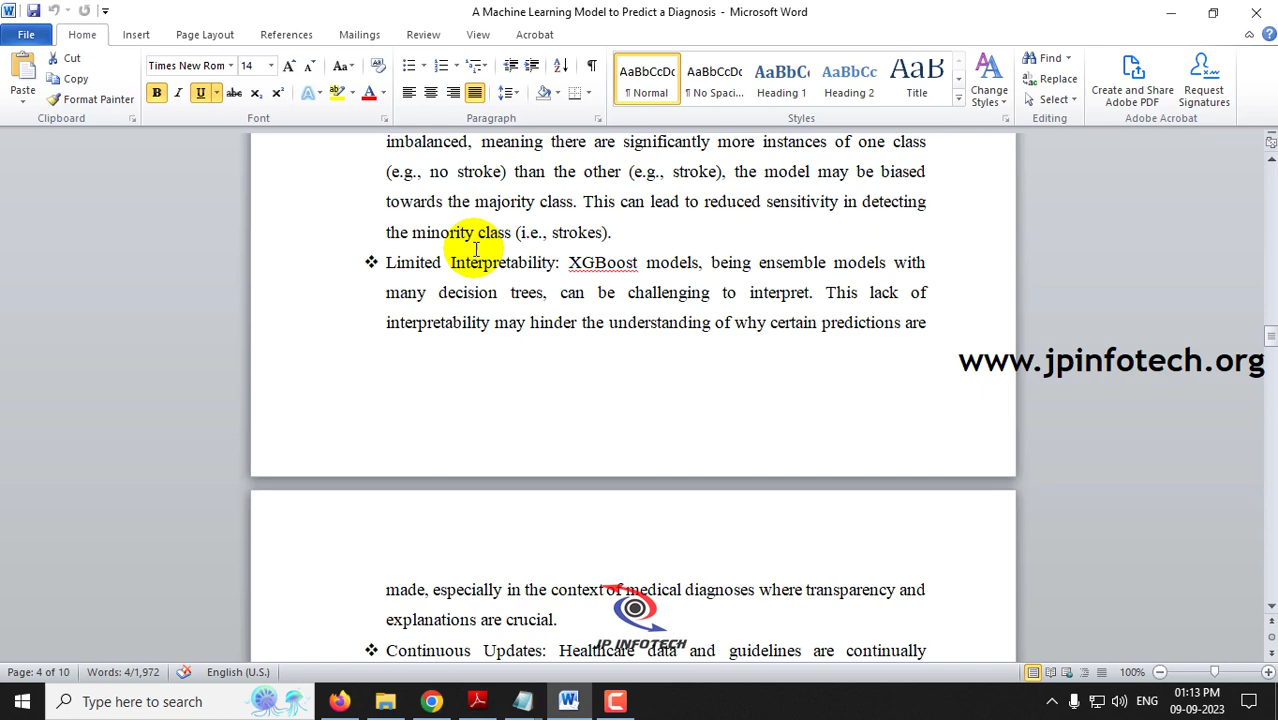 A Machine Learning Model to Predict a Diagnosis - Microsoft Word
File Home Insert Page Layout References Mailings Review View Acrobat
Cut
Copy
Format Painter
Paste
Clipboard
Times New Rom 14
Font
Paragraph
AaBbCcDc AaBbCcDc AaBbC AaBbCc AaB
¶ Normal ¶ No Spaci... Heading 1 Heading 2 Title
Change Styles
Styles
Find
Replace
Select
Editing
Create and Share Adobe PDF
Request Signatures
Adobe Acrobat
imbalanced, meaning there are significantly more instances of one class
(e.g., no stroke) than the other (e.g., stroke), the model may be biased
towards the majority class. This can lead to reduced sensitivity in detecting
the minority class (i.e., strokes).
❖ Limited Interpretability: XGBoost models, being ensemble models with
many decision trees, can be challenging to interpret. This lack of
interpretability may hinder the understanding of why certain predictions are
www.jpinfotech.org
made, especially in the context of medical diagnoses where transparency and
explanations are crucial.
JP INFOTECH
❖ Continuous Updates: Healthcare data and guidelines are continually
Page: 4 of 10 Words: 4/1,972 English (U.S.) 100%
Type here to search
ENG
01:13 PM
09-09-2023